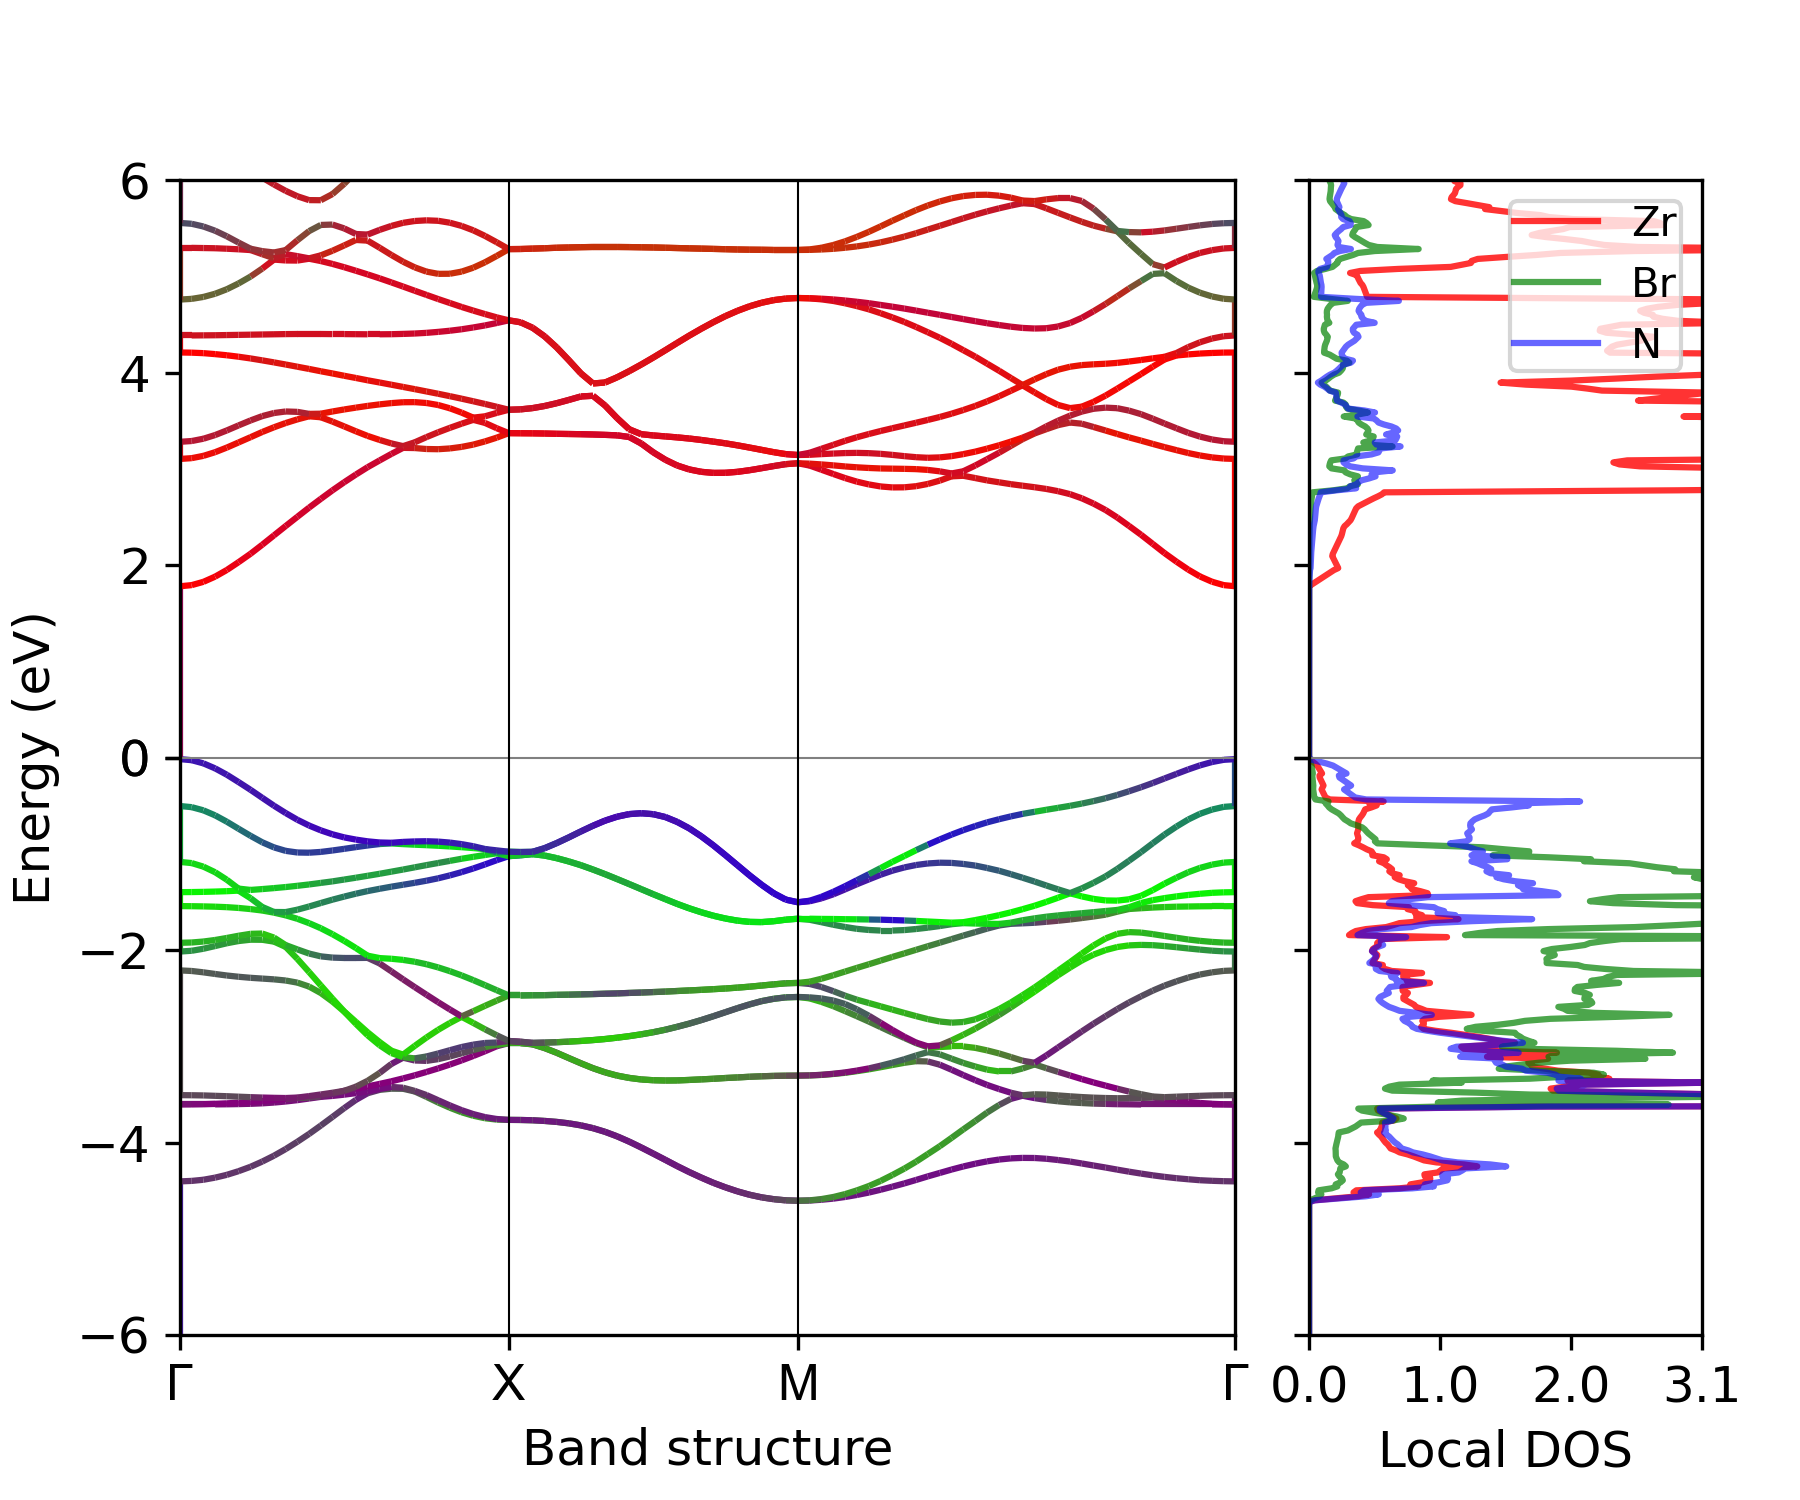 6
4
2
0
−2
−4
−6
Energy (eV)
Γ
X
M
Γ
Band structure
Zr
Br
N
0.0
1.0
2.0
3.1
Local DOS